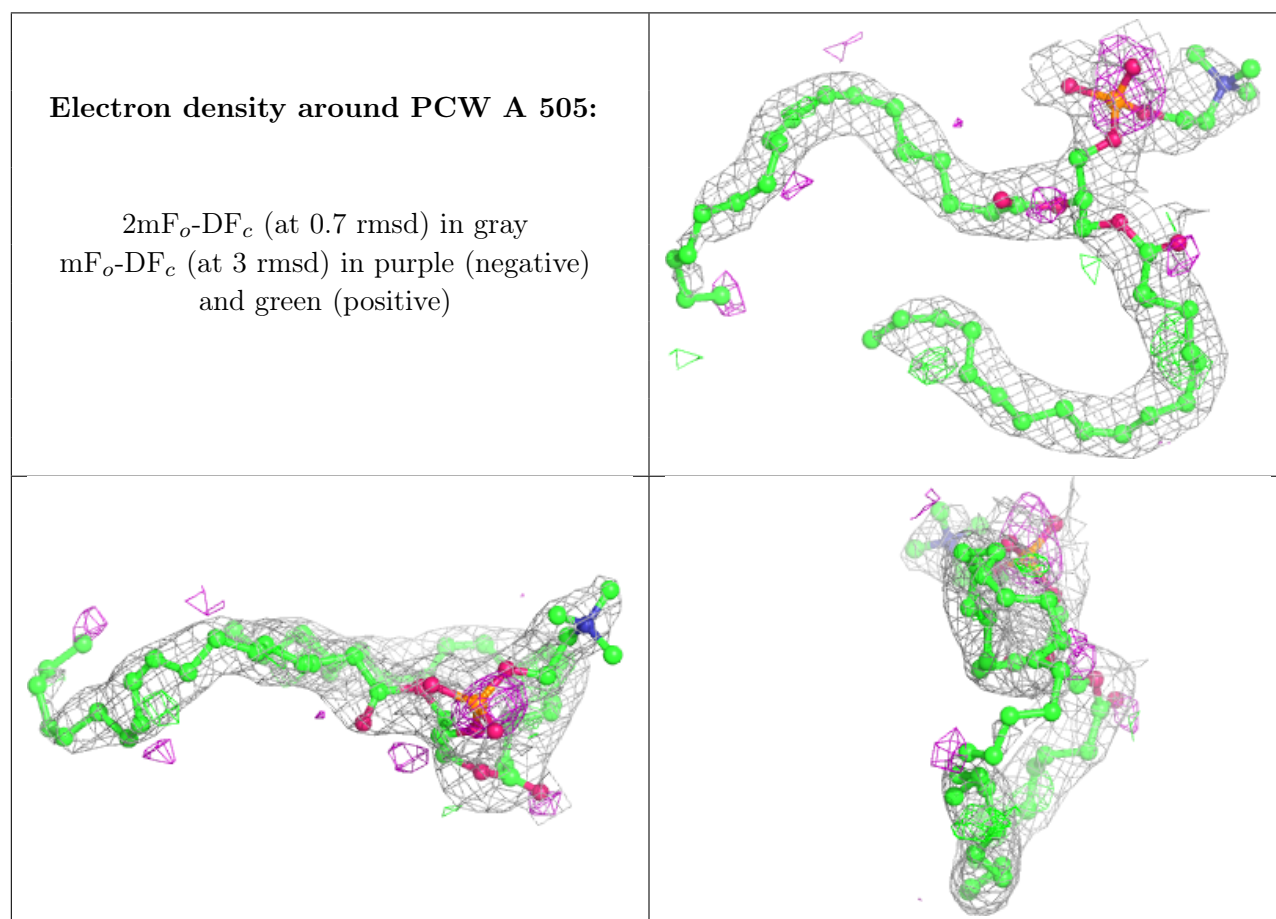 Electron density around PCW A 505:
2mFo-DFc (at 0.7 rmsd) in gray
mFo-DFc (at 3 rmsd) in purple (negative)
and green (positive)